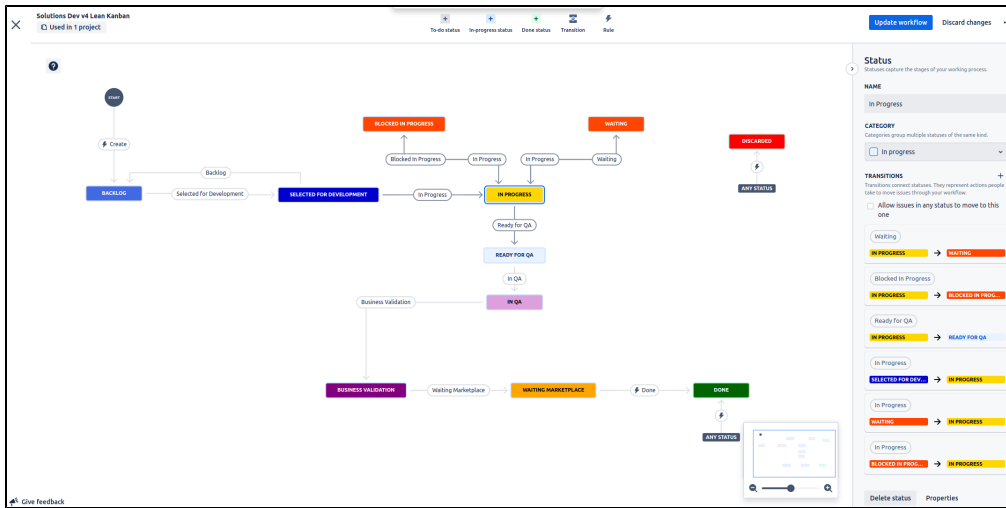 Solutions Dev v4 Lean Kanban
Used in 1 project
To-do status
In-progress status
Done status
Transition
Rule
Update workflow
Discard changes
START
Create
Backlog
BACKLOG
Selected for Development
SELECTED FOR DEVELOPMENT
In Progress
BLOCKED IN PROGRESS
WAITING
Blocked In Progress
In Progress
In Progress
Waiting
IN PROGRESS
DISCARDED
ANY STATUS
Ready for QA
READY FOR QA
In QA
IN QA
Business Validation
BUSINESS VALIDATION
Waiting Marketplace
WAITING MARKETPLACE
Done
DONE
ANY STATUS
Give feedback
Status
Statuses capture the stages of your working process.
NAME
In Progress
CATEGORY
Categories group multiple statuses of the same kind.
In progress
TRANSITIONS
Transitions connect statuses. They represent actions people
take to move issues through your workflow.
Allow issues in any status to move to this
one
Waiting
IN PROGRESS → WAITING
Blocked In Progress
IN PROGRESS → BLOCKED IN PROG...
Ready for QA
IN PROGRESS → READY FOR QA
In Progress
SELECTED FOR DEV... → IN PROGRESS
In Progress
WAITING → IN PROGRESS
In Progress
BLOCKED IN PROG... → IN PROGRESS
Delete status
Properties